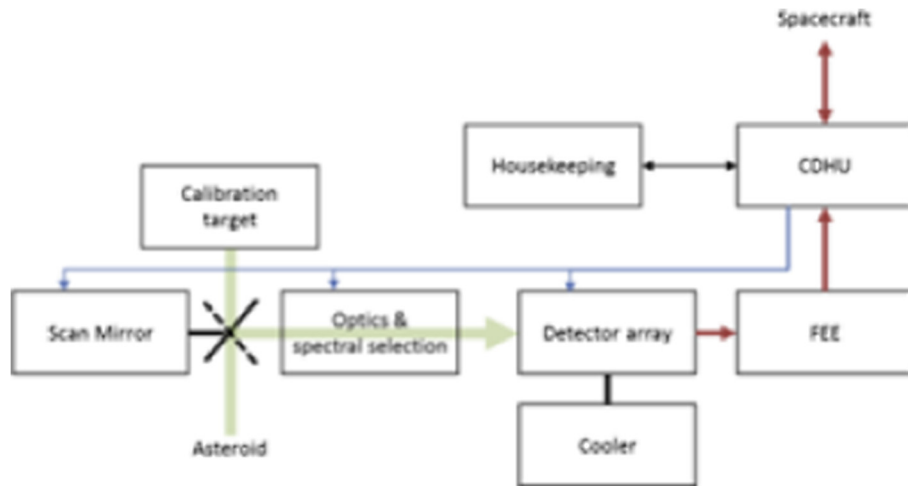 Spacecraft
Housekeeping
CDHU
Calibration
target
Scan Mirror
Optics &
spectral selection
Detector array
FEE
Asteroid
Cooler